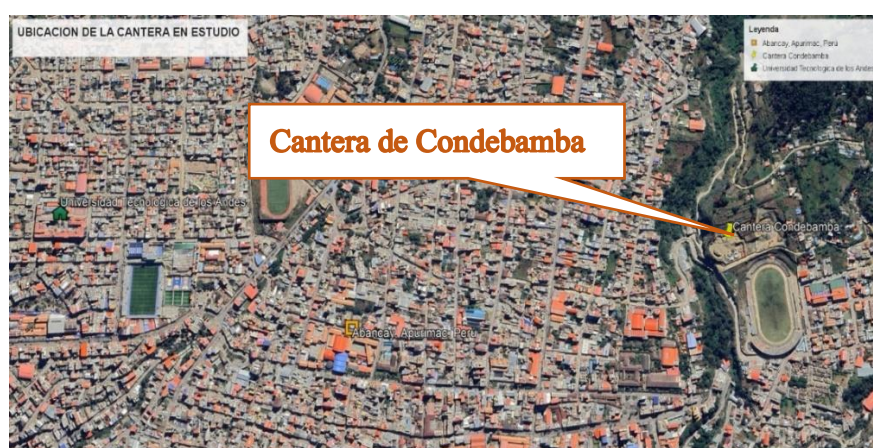 UBICACION DE LA CANTERA EN ESTUDIO
Leyenda
Abancay, Apurimac, Peru
Cantera Condebamba
Universidad Tecnologica de los Andes
Cantera de Condebamba
Universidad Tecnologica de los Andes
Cantera Condebamba
Abancay, Apurimac, Peru